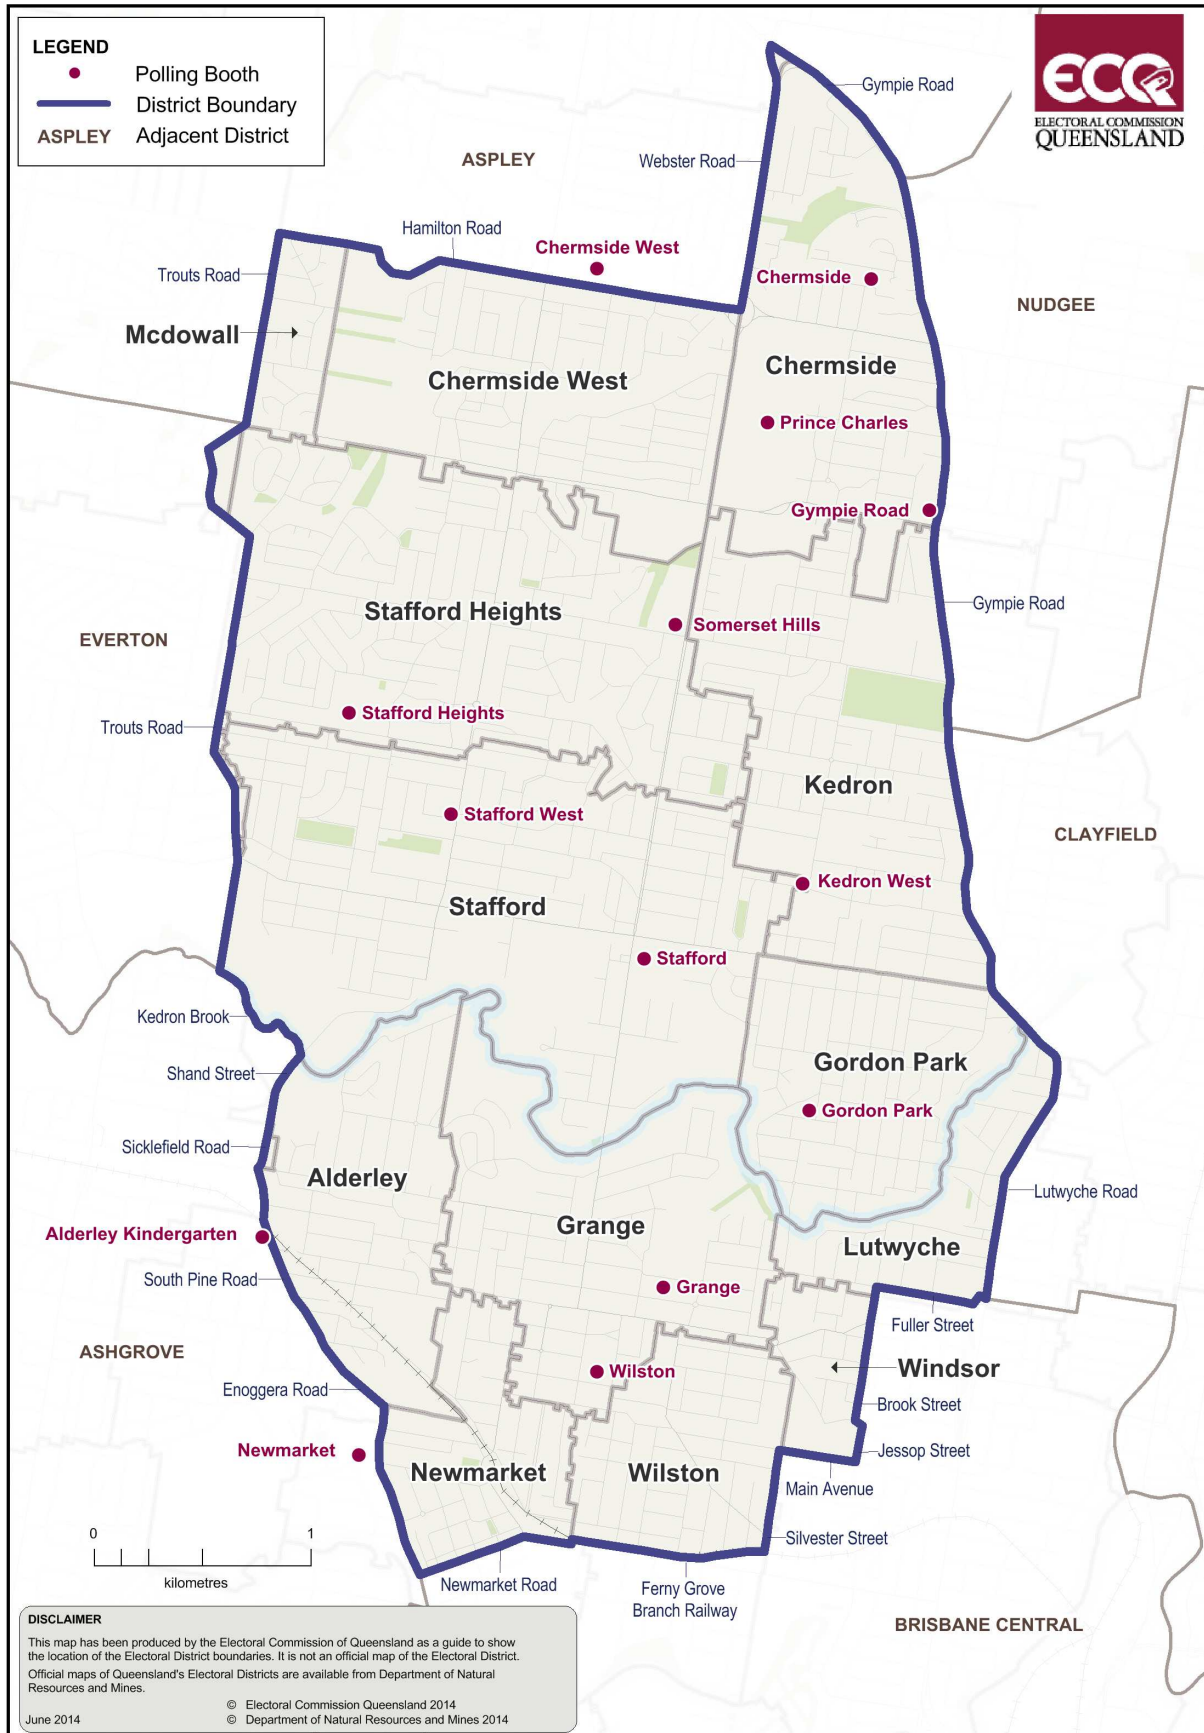 LEGEND
Polling Booth
District Boundary
ASPLEY Adjacent District
ECQ
ELECTORAL COMMISSION
QUEENSLAND
Gympie Road
ASPLEY
Webster Road
Hamilton Road
Chermside West
Trouts Road
Chermside
NUDGEE
Mcdowall
Chermside West
Chermside
Prince Charles
Gympie Road
Stafford Heights
Gympie Road
Somerset Hills
EVERTON
Stafford Heights
Trouts Road
Kedron
Stafford West
CLAYFIELD
Kedron West
Stafford
Stafford
Kedron Brook
Gordon Park
Shand Street
Gordon Park
Sicklefield Road
Alderley
Lutwyche Road
Grange
Alderley Kindergarten
Lutwyche
South Pine Road
Grange
Fuller Street
ASHGROVE
Windsor
Wilston
Enoggera Road
Brook Street
Newmarket
Jessop Street
Newmarket
Wilston
Main Avenue
0 1
kilometres
Silvester Street
Newmarket Road
Ferny Grove
Branch Railway
BRISBANE CENTRAL
DISCLAIMER
This map has been produced by the Electoral Commission of Queensland as a guide to show
the location of the Electoral District boundaries. It is not an official map of the Electoral District.
Official maps of Queensland's Electoral Districts are available from Department of Natural
Resources and Mines.
© Electoral Commission Queensland 2014
June 2014 © Department of Natural Resources and Mines 2014